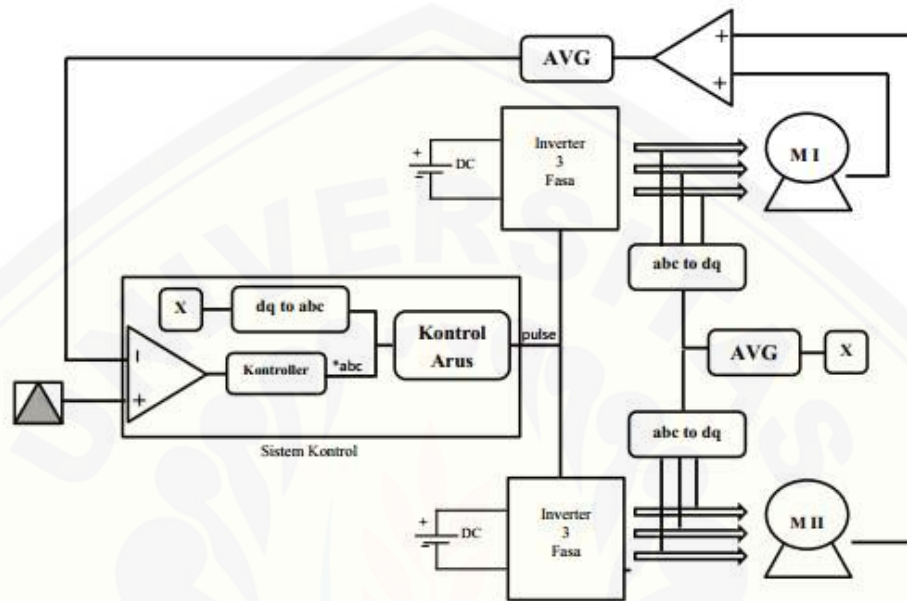 AVG
+
+
Inverter
3
Fasa
+
−
DC
M I
abc to dq
X
dq to abc
Kontrol
Arus
pulse
−
Kontroller
*abc
+
AVG
X
Sistem Kontrol
abc to dq
Inverter
3
Fasa
+
−
DC
M II
UNIVERSITAS